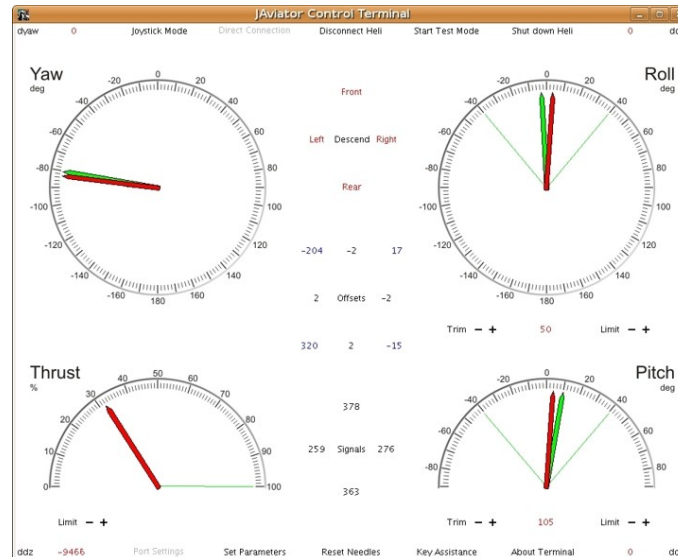 JAviator Control Terminal
dyaw 0 Joystick Mode Direct Connection Disconnect Heli Start Test Mode Shut down Heli 0
Yaw
deg
-20 0 20
-40 40
-60 60
-80 80
-100 100
-120 120
-140 140
-160 180 160
Front
Left Descend Right
Rear
Roll
deg
-20 0 20
-40 40
-60 60
-80 80
-100 100
-120 120
-140 140
-160 180 160
-204 -2 17
2 Offsets -2
320 2 -15
Trim - + 50 Limit - +
Thrust
%
0 10 20 30 40 50 60 70 80 90 100
378
259 Signals 276
363
Pitch
deg
-80 -60 -40 -20 0 20 40 60 80
Limit - +
Trim - + 105 Limit - +
ddz -9466 Port Settings Set Parameters Reset Needles Key Assistance About Terminal 0